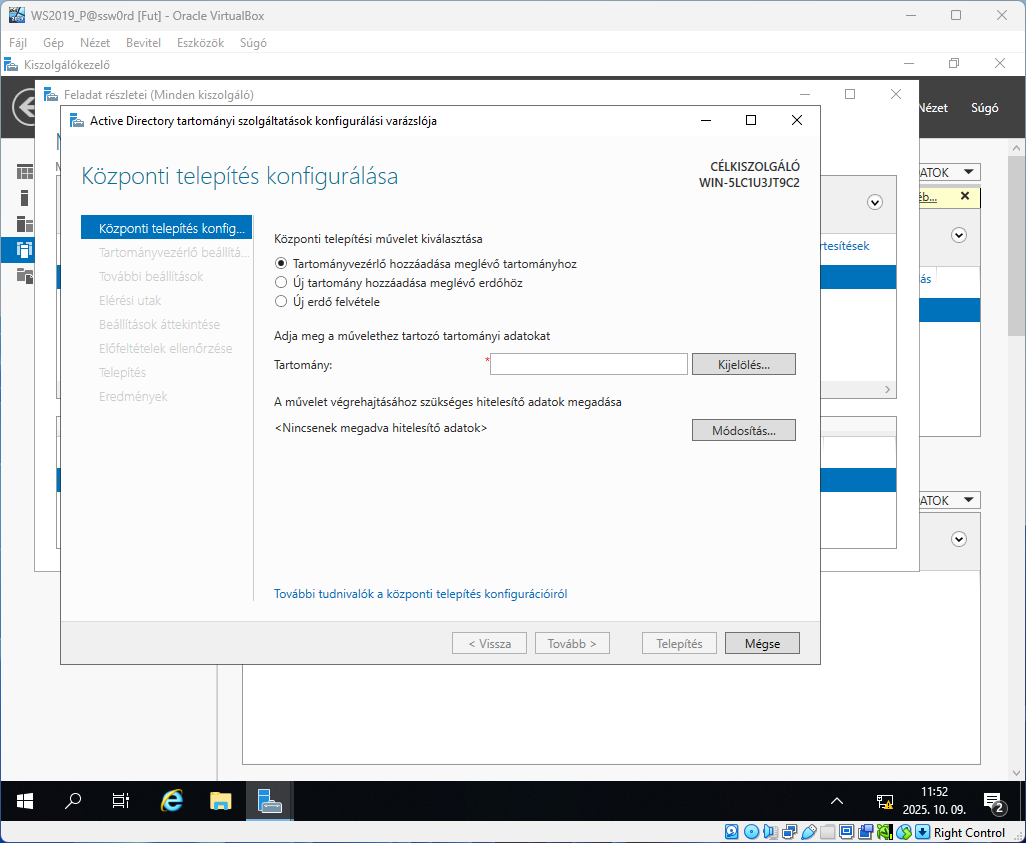 WS2019_P@ssw0rd [Fut] - Oracle VirtualBox
Fájl Gép Nézet Bevitel Eszközök Súgó
Kiszolgálókezelő
Feladat részletei (Minden kiszolgáló)
Nézet Súgó
Active Directory tartományi szolgáltatások konfigurálási varázslója
Központi telepítés konfigurálása
CÉLKISZOLGÁLÓ
WIN-5LC1U3JT9C2
Központi telepítés konfig...
Tartományvezérlő beállítá...
További beállítások
Elérési utak
Beállítások áttekintése
Előfeltételek ellenőrzése
Telepítés
Eredmények
Központi telepítési művelet kiválasztása
Tartományvezérlő hozzáadása meglévő tartományhoz
Új tartomány hozzáadása meglévő erdőhöz
Új erdő felvétele
Adja meg a művelethez tartozó tartományi adatokat
Tartomány: * Kijelölés...
A művelet végrehajtásához szükséges hitelesítő adatok megadása
<Nincsenek megadva hitelesítő adatok> Módosítás...
További tudnivalók a központi telepítés konfigurációiról
< Vissza Tovább > Telepítés Mégse
ATOK
éb...
rtesítések
ás
ATOK
11:52
2025. 10. 09.
2
Right Control